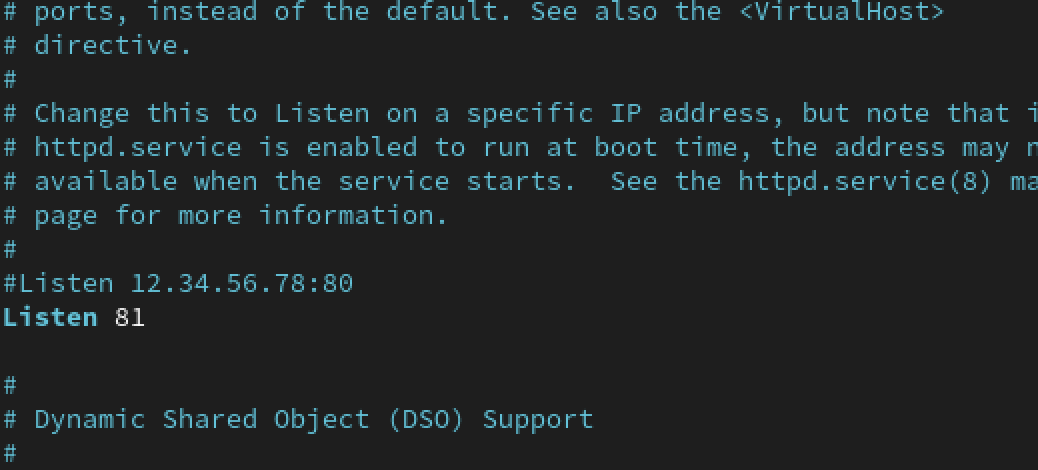 # ports, instead of the default. See also the <VirtualHost>
# directive.
#
# Change this to Listen on a specific IP address, but note that
# httpd.service is enabled to run at boot time, the address may
# available when the service starts.  See the httpd.service(8)
# page for more information.
#
#Listen 12.34.56.78:80
Listen 81

#
# Dynamic Shared Object (DSO) Support
#